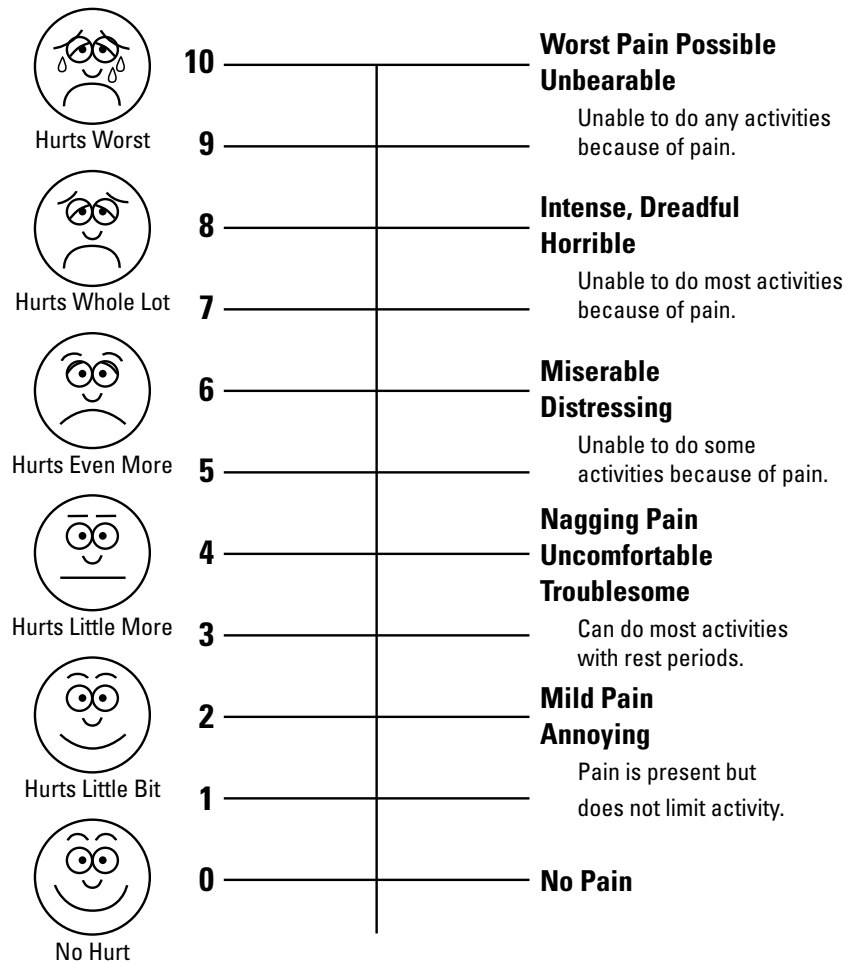 10
Worst Pain Possible
Unbearable
Unable to do any activities
because of pain.
Hurts Worst
9
8
Intense, Dreadful
Horrible
Unable to do most activities
because of pain.
Hurts Whole Lot
7
6
Miserable
Distressing
Unable to do some
activities because of pain.
Hurts Even More
5
Nagging Pain
4
Uncomfortable
Troublesome
Hurts Little More
3
Can do most activities
with rest periods.
Mild Pain
2
Annoying
Pain is present but
Hurts Little Bit
1
does not limit activity.
0
No Pain
No Hurt